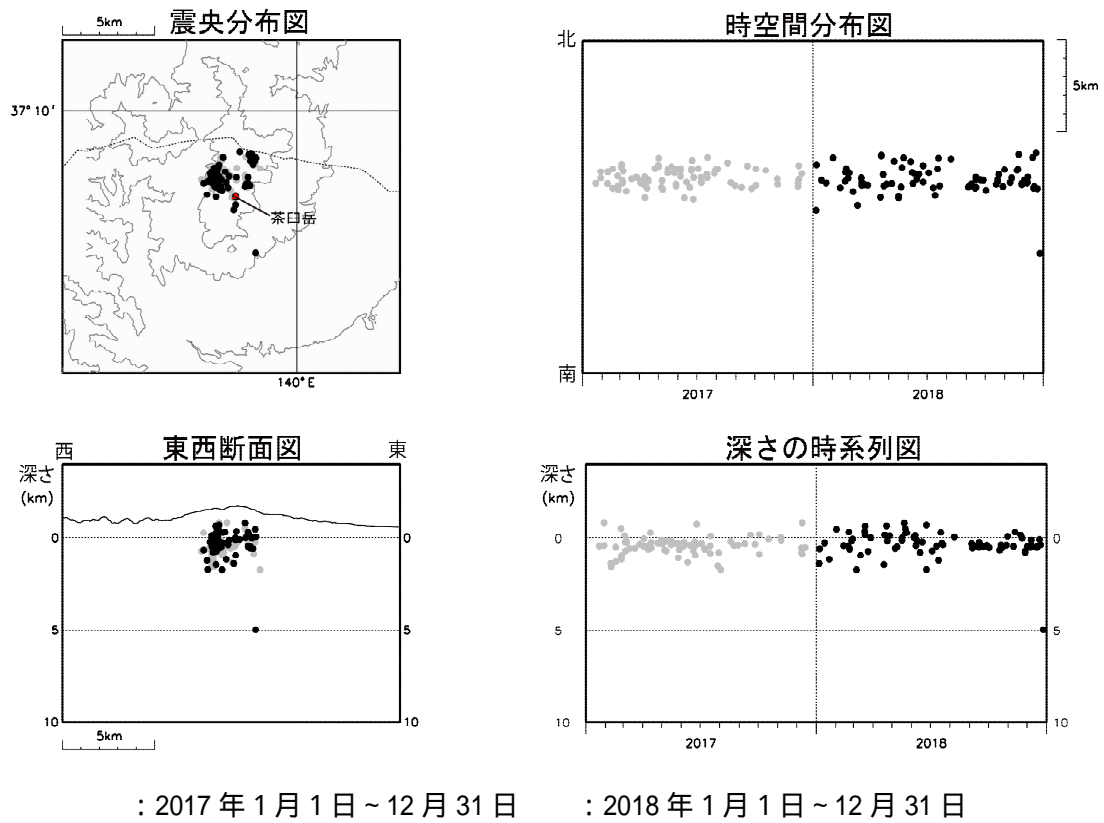 5km
震央分布図
37°10'
茶臼岳
140°E
時空間分布図
北
5km
南
2017
2018
東西断面図
西
東
深さ
(km)
0
0
5
5
10
10
5km
深さの時系列図
深さ
(km)
0
0
5
5
10
10
2017
2018
：2017 年 1 月 1 日~12 月 31 日
：2018 年 1 月 1 日~12 月 31 日